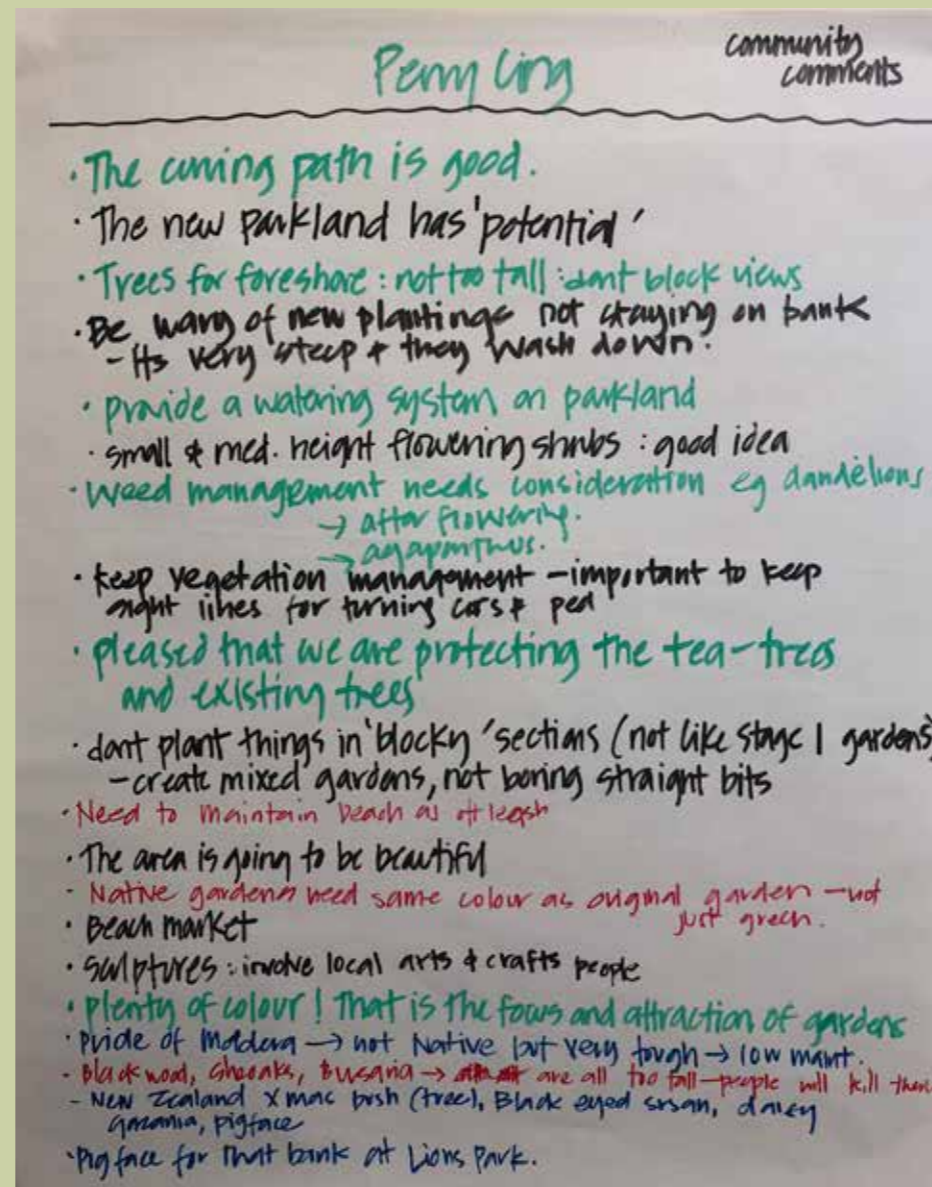 Penny Ling
community
comments
· The curving path is good.
· The new parkland has 'potential'
· Trees for foreshore : not too tall : dont block views
· Be wary of new plantings not staying on bank
- Its very steep & they wash down.
· provide a watering system on parkland
· small & med. height flowering shrubs : good idea
· weed management needs consideration eg dandelions
→ after flowering.
→ agapanthus.
· keep vegetation management - important to keep
sight lines for turning cars & ped
· pleased that we are protecting the tea-trees
and existing trees
· dont plant things in 'blocky' sections (not like stage 1 gardens)
- create mixed gardens, not boring straight bits
· Need to maintain beach as off leash
· The area is going to be beautiful
- Native gardens need same colour as original garden - not
just green.
· Beach market
· sculptures : involve local arts & crafts people
· plenty of colour! That is the focus and attraction of gardens
· Pride of Madera → not Native but very tough → low maint.
- Blackwood, Sheoaks, Bursaria → are all too tall - people will kill them
- New Zealand Xmas bush (tree), Black eyed susan, daisy
gazania, pigface
· Pigface for that bank at Lions Park.